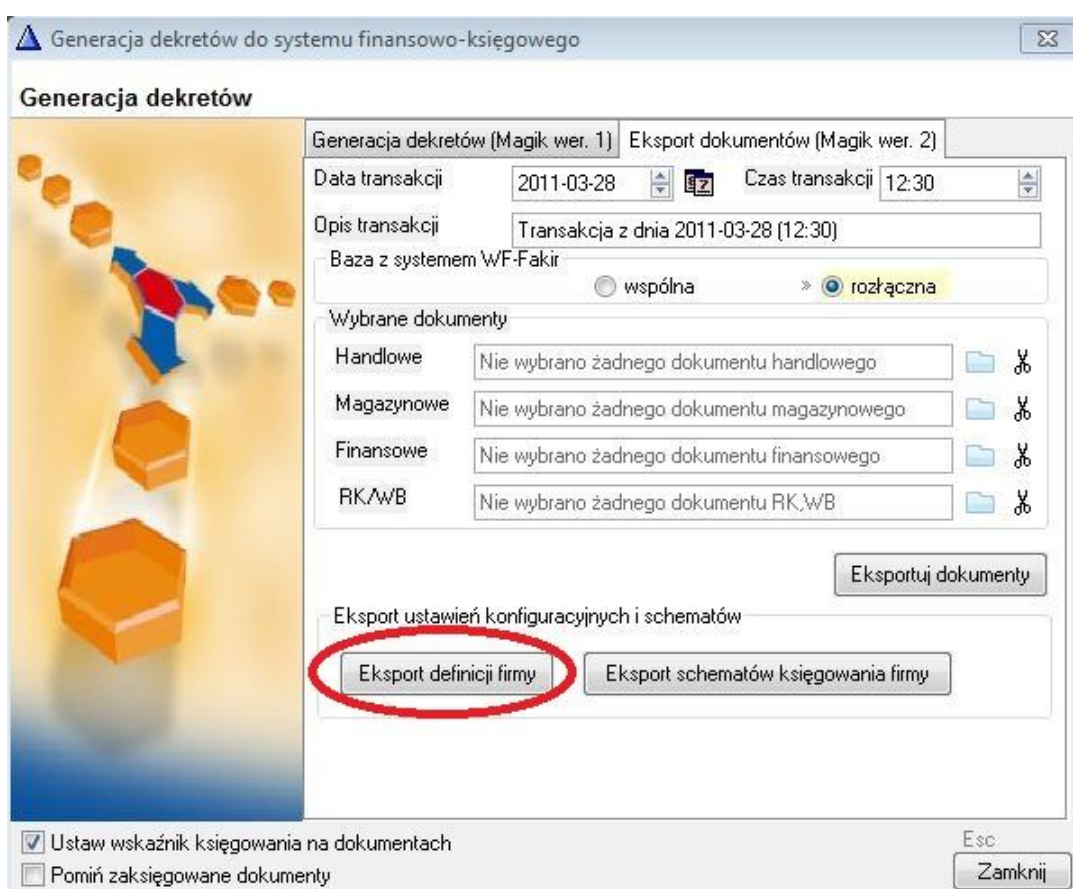 Generacja dekretów do systemu finansowo-księgowego
Generacja dekretów
Generacja dekretów (Magik wer. 1) Eksport dokumentów (Magik wer. 2)
Data transakcji 2011-03-28 Czas transakcji 12:30
Opis transakcji Transakcja z dnia 2011-03-28 (12:30)
Baza z systemem WF-Fakir
wspólna » rozłączna
Wybrane dokumenty
Handlowe Nie wybrano żadnego dokumentu handlowego
Magazynowe Nie wybrano żadnego dokumentu magazynowego
Finansowe Nie wybrano żadnego dokumentu finansowego
RK/WB Nie wybrano żadnego dokumentu RK,WB
Eksportuj dokumenty
Eksport ustawień konfiguracyjnych i schematów
Eksport definicji firmy Eksport schematów księgowania firmy
Ustaw wskaźnik księgowania na dokumentach Esc
Pomiń zaksięgowane dokumenty Zamknij